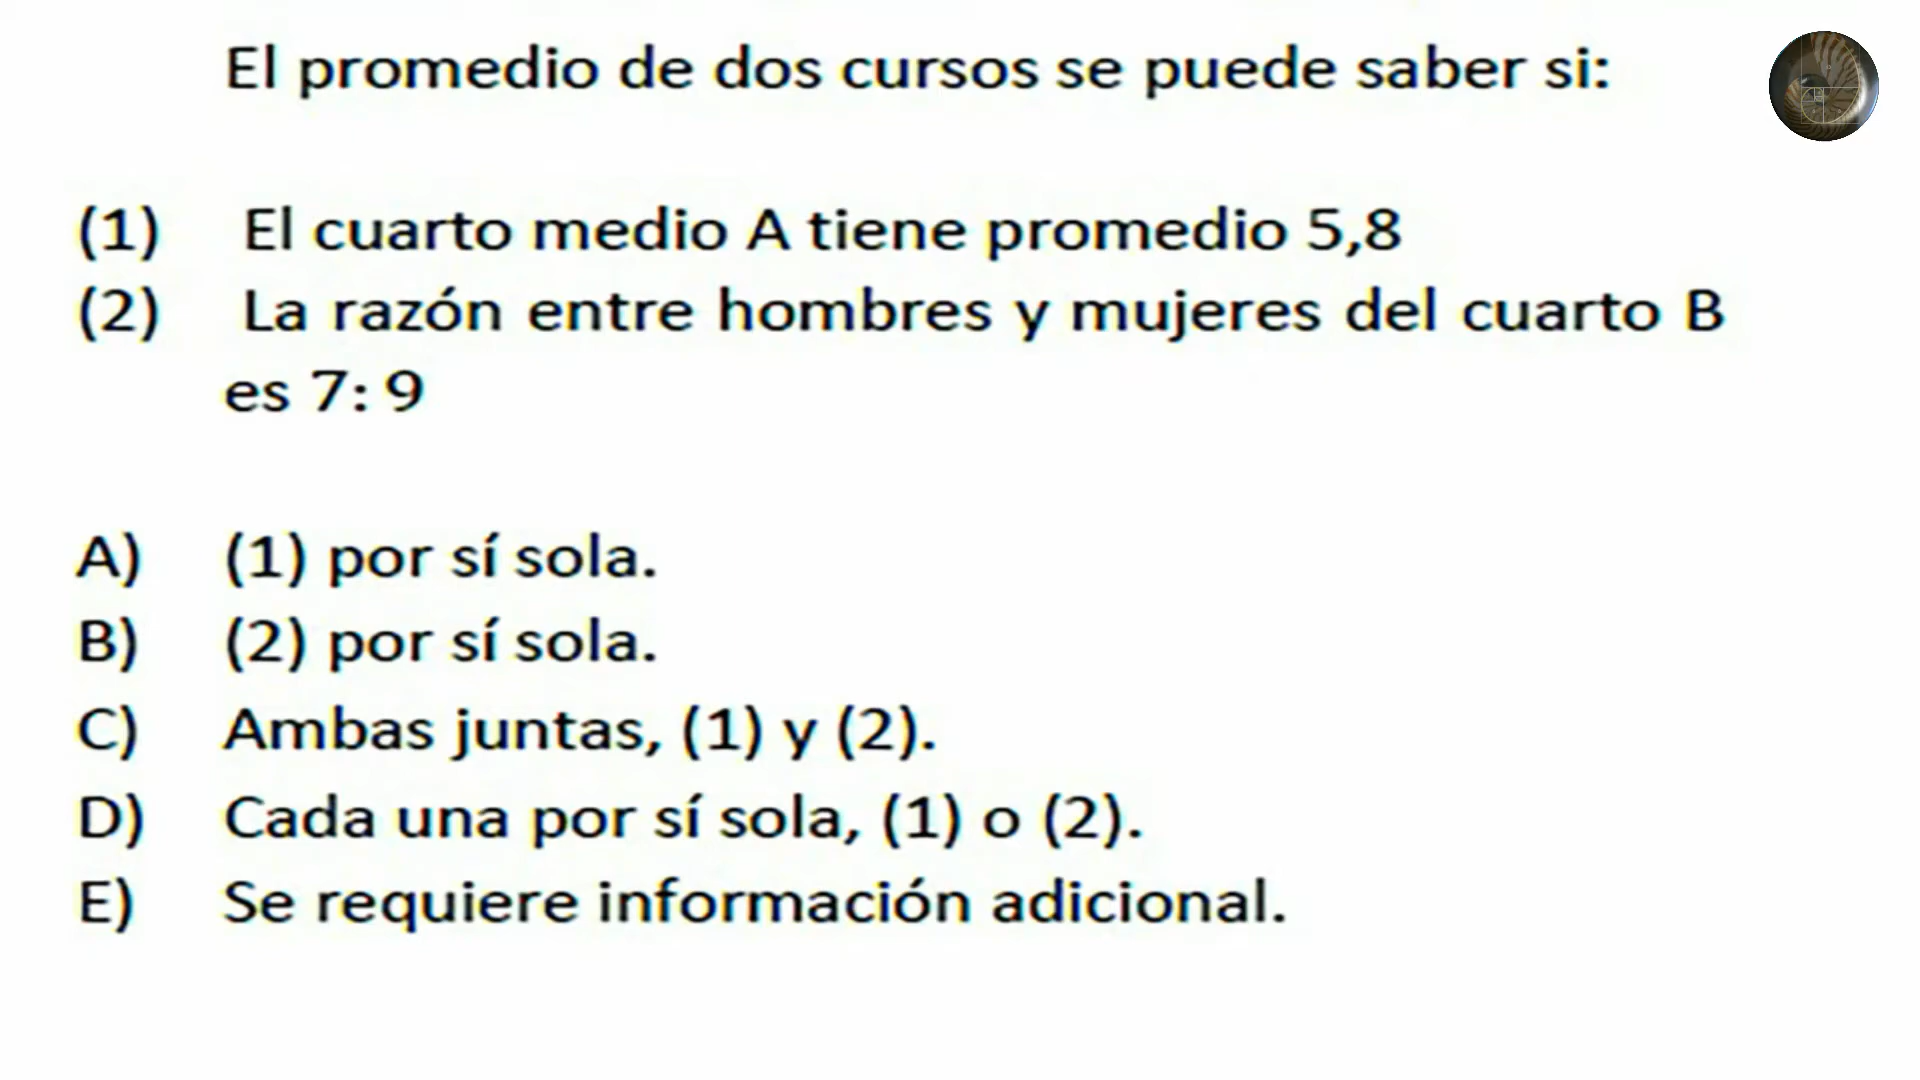 El promedio de dos cursos se puede saber si:
(1) El cuarto medio A tiene promedio 5,8
(2) La razón entre hombres y mujeres del cuarto B
es 7: 9
A) (1) por sí sola.
B) (2) por sí sola.
C) Ambas juntas, (1) y (2).
D) Cada una por sí sola, (1) o (2).
E) Se requiere información adicional.